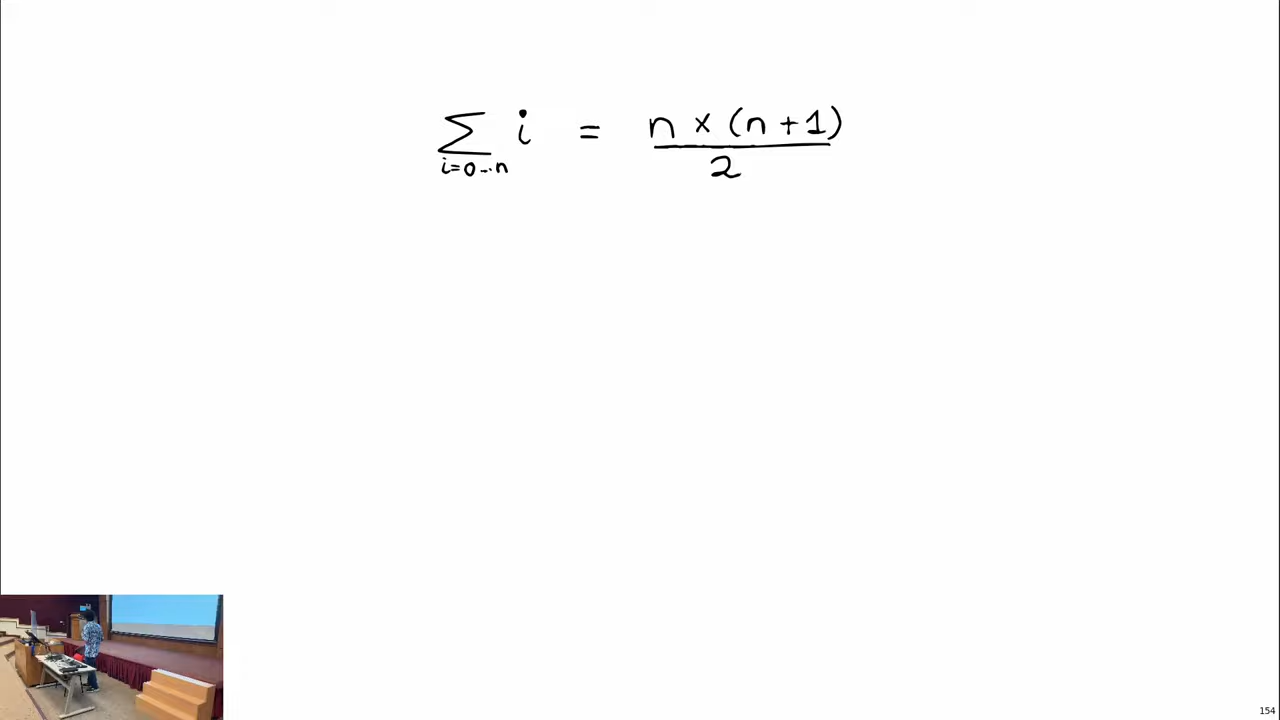 ∑ i = n × (n + 1)
i=0--n 2
154